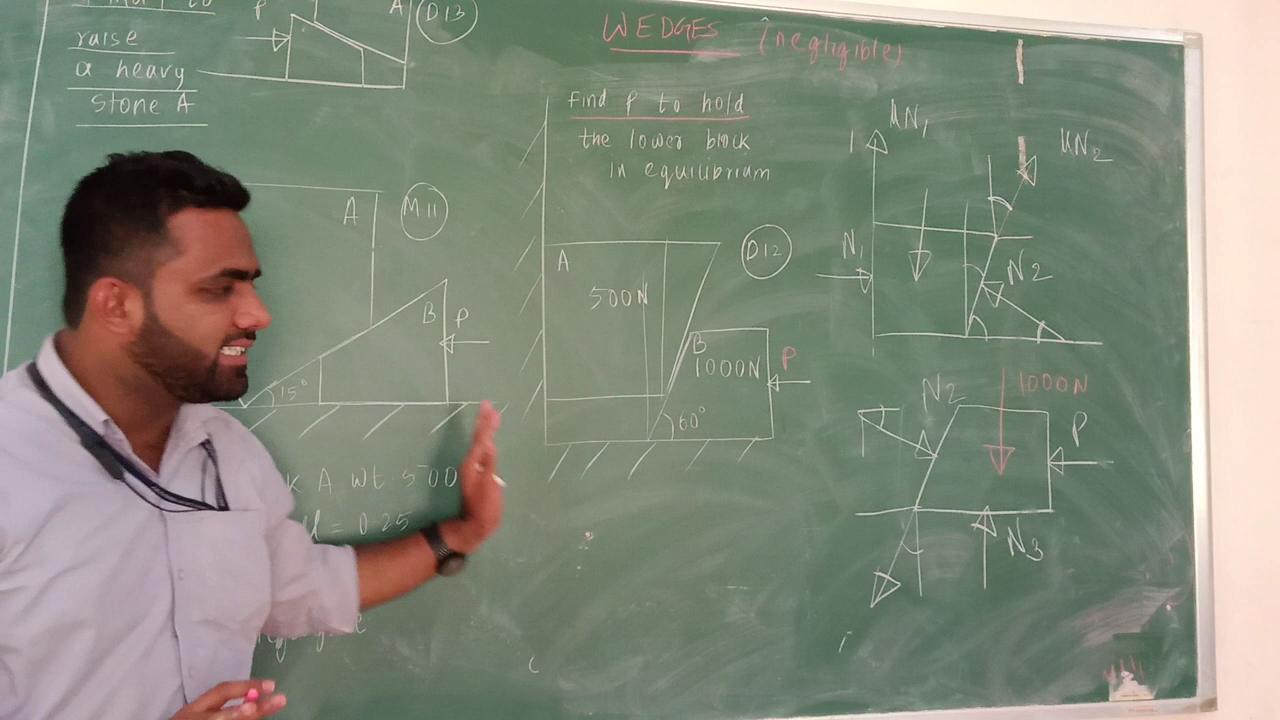 to
P
A
D13
raise
a heavy
stone A
WEDGES (negligible)
Find P to hold
the lower block
in equilibrium
A
M11
B
P
15°
A wt 500
= 0.25
D12
A
500N
B
1000N
P
60°
μN1
μN2
N1
N2
N2
1000N
P
N3